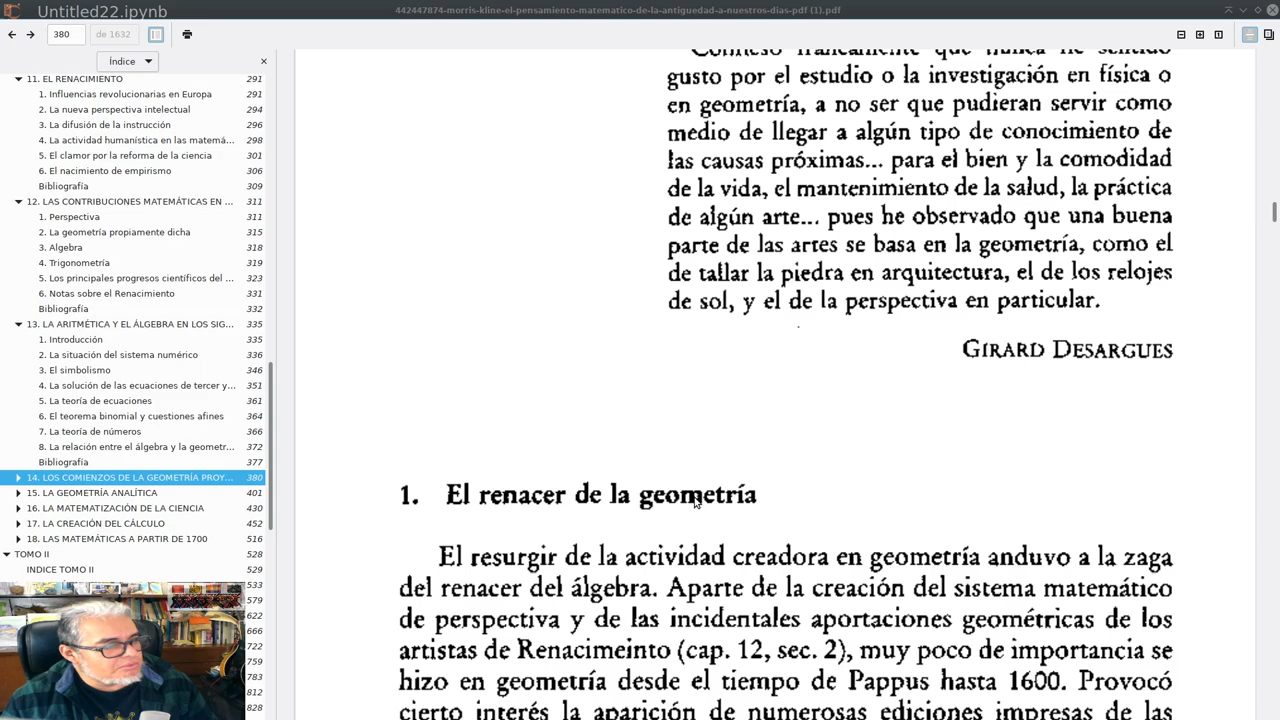 Untitled22.ipynb
442447874-morris-kline-el-pensamiento-matematico-de-la-antiguedad-a-nuestros-dias-pdf (1).pdf
380
de 1632
Índice
11. EL RENACIMIENTO 291
1. Influencias revolucionarias en Europa 291
2. La nueva perspectiva intelectual 294
3. La difusión de la instrucción 296
4. La actividad humanística en las matemá... 298
5. El clamor por la reforma de la ciencia 301
6. El nacimiento de empirismo 306
Bibliografía 309
12. LAS CONTRIBUCIONES MATEMÁTICAS EN ... 311
1. Perspectiva 311
2. La geometría propiamente dicha 315
3. Algebra 318
4. Trigonometría 319
5. Los principales progresos científicos del ... 323
6. Notas sobre el Renacimiento 331
Bibliografía 332
13. LA ARITMÉTICA Y EL ÁLGEBRA EN LOS SIG... 335
1. Introducción 335
2. La situación del sistema numérico 336
3. El simbolismo 346
4. La solución de las ecuaciones de tercer y... 351
5. La teoría de ecuaciones 361
6. El teorema binomial y cuestiones afines 364
7. La teoría de números 366
8. La relación entre el álgebra y la geometr... 372
Bibliografía 377
14. LOS COMIENZOS DE LA GEOMETRÍA PROY... 380
15. LA GEOMETRÍA ANALÍTICA 401
16. LA MATEMATIZACIÓN DE LA CIENCIA 430
17. LA CREACIÓN DEL CÁLCULO 452
18. LAS MATEMÁTICAS A PARTIR DE 1700 516
TOMO II 528
INDICE TOMO II 529
533
579
622
666
722
759
783
812
828
Confieso francamente que nunca he sentido
gusto por el estudio o la investigación en física o
en geometría, a no ser que pudieran servir como
medio de llegar a algún tipo de conocimiento de
las causas próximas... para el bien y la comodidad
de la vida, el mantenimiento de la salud, la práctica
de algún arte... pues he observado que una buena
parte de las artes se basa en la geometría, como el
de tallar la piedra en arquitectura, el de los relojes
de sol, y el de la perspectiva en particular.
GIRARD DESARGUES
1. El renacer de la geometría
El resurgir de la actividad creadora en geometría anduvo a la zaga
del renacer del álgebra. Aparte de la creación del sistema matemático
de perspectiva y de las incidentales aportaciones geométricas de los
artistas de Renacimeinto (cap. 12, sec. 2), muy poco de importancia se
hizo en geometría desde el tiempo de Pappus hasta 1600. Provocó
cierto interés la aparición de numerosas ediciones impresas de las